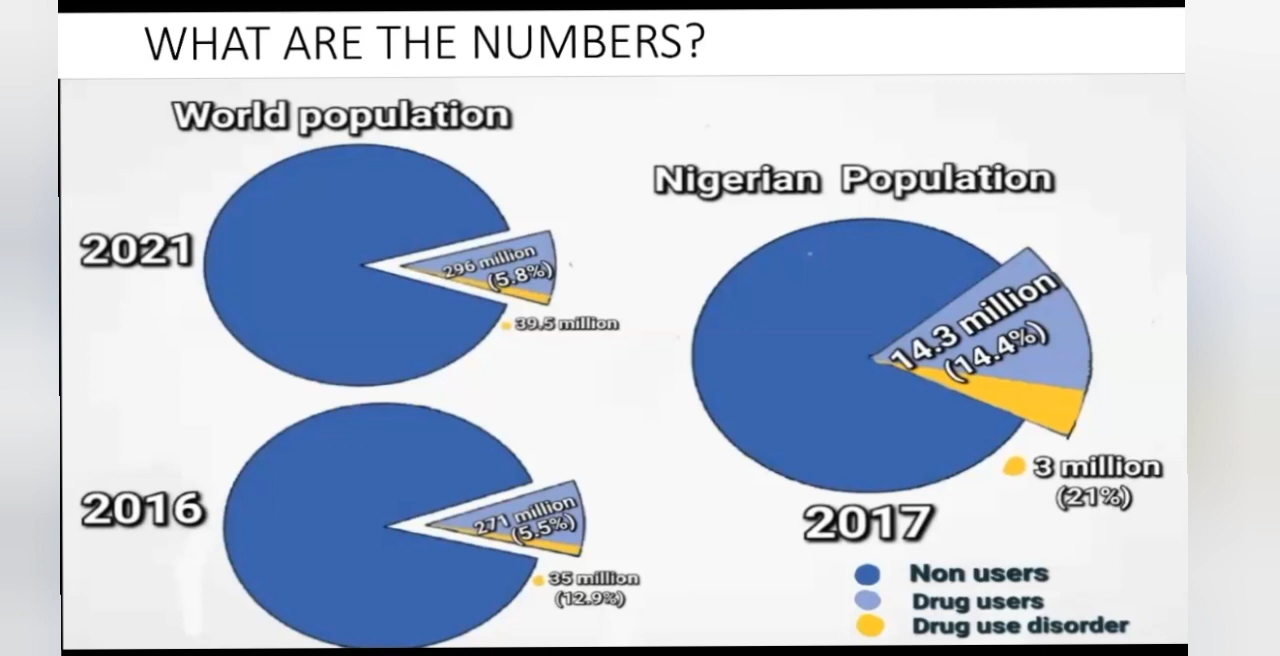 WHAT ARE THE NUMBERS?
World population
2021
296 million
(5.8%)
39.5 million
2016
271 million
(5.5%)
35 million
(12.9%)
Nigerian Population
14.3 million
(14.4%)
3 million
(21%)
2017
Non users
Drug users
Drug use disorder